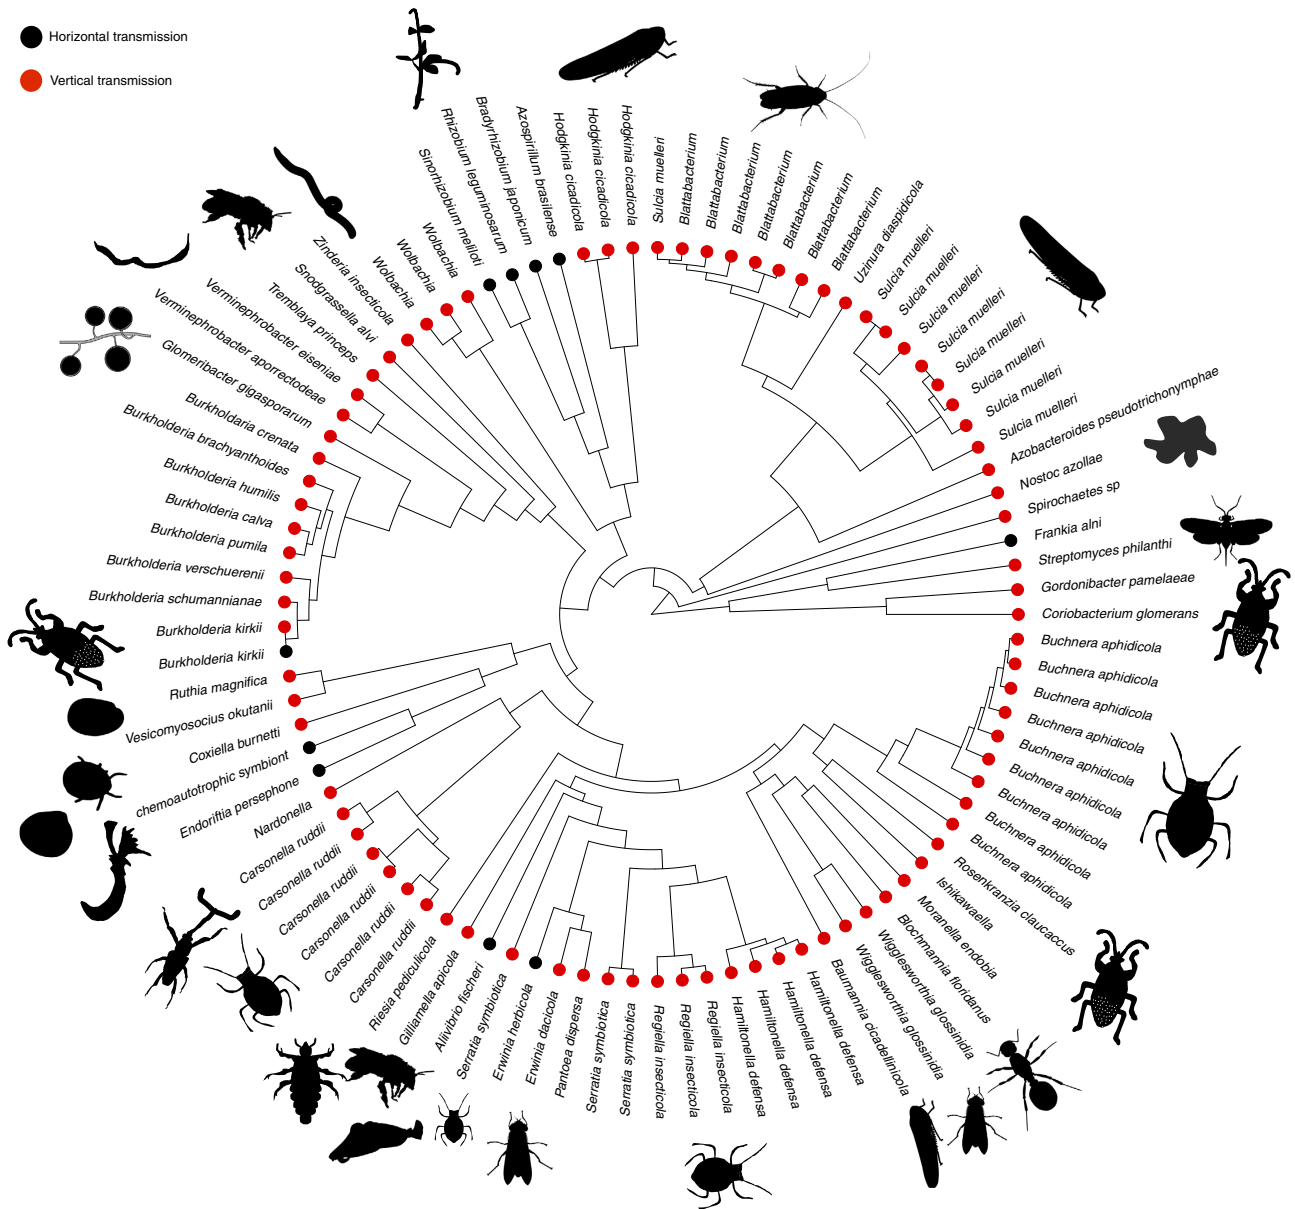 Horizontal transmission
Vertical transmission
Sinorhizobium meliloti
Rhizobium leguminosarum
Bradyrhizobium japonicum
Azospirillum brasilense
Hodgkinia cicadicola
Hodgkinia cicadicola
Hodgkinia cicadicola
Sulcia muelleri
Blattabacterium
Blattabacterium
Blattabacterium
Blattabacterium
Blattabacterium
Blattabacterium
Blattabacterium
Uzinura diaspidicola
Sulcia muelleri
Sulcia muelleri
Sulcia muelleri
Sulcia muelleri
Sulcia muelleri
Sulcia muelleri
Sulcia muelleri
Sulcia muelleri
Azobacteroides pseudotrichonymphae
Nostoc azollae
Spirochaetes sp
Frankia alni
Streptomyces philanthi
Gordonibacter pamelaeae
Coriobacterium glomerans
Buchnera aphidicola
Buchnera aphidicola
Buchnera aphidicola
Buchnera aphidicola
Buchnera aphidicola
Buchnera aphidicola
Buchnera aphidicola
Buchnera aphidicola
Buchnera aphidicola
Rosenkranzia claucaccus
Ishikawaella
Moranella endobia
Blochmannia floridanus
Wigglesworthia glossinidia
Wigglesworthia glossinidia
Baumannia cicadellinicola
Hamiltonella defensa
Hamiltonella defensa
Hamiltonella defensa
Hamiltonella defensa
Regiella insecticola
Regiella insecticola
Regiella insecticola
Serratia symbiotica
Serratia symbiotica
Pantoea dispersa
Erwinia dacicola
Erwinia herbicola
Serratia symbiotica
Aliivibrio fischeri
Gilliamella apicola
Riesia pediculicola
Carsonella ruddii
Carsonella ruddii
Carsonella ruddii
Carsonella ruddii
Carsonella ruddii
Carsonella ruddii
Nardonella
Endoriftia persephone
chemoautotrophic symbiont
Coxiella burnetti
Vesicomyosocius okutanii
Ruthia magnifica
Burkholderia kirkii
Burkholderia kirkii
Burkholderia schumannianae
Burkholderia verschuerenii
Burkholderia pumila
Burkholderia calva
Burkholderia humilis
Burkholderia brachyanthoides
Burkholdaria crenata
Glomeribacter gigasporarum
Verminephrobacter aporrectodeae
Verminephrobacter eiseniae
Tremblaya princeps
Snodgrassella alvi
Zinderia insecticola
Wolbachia
Wolbachia
Wolbachia